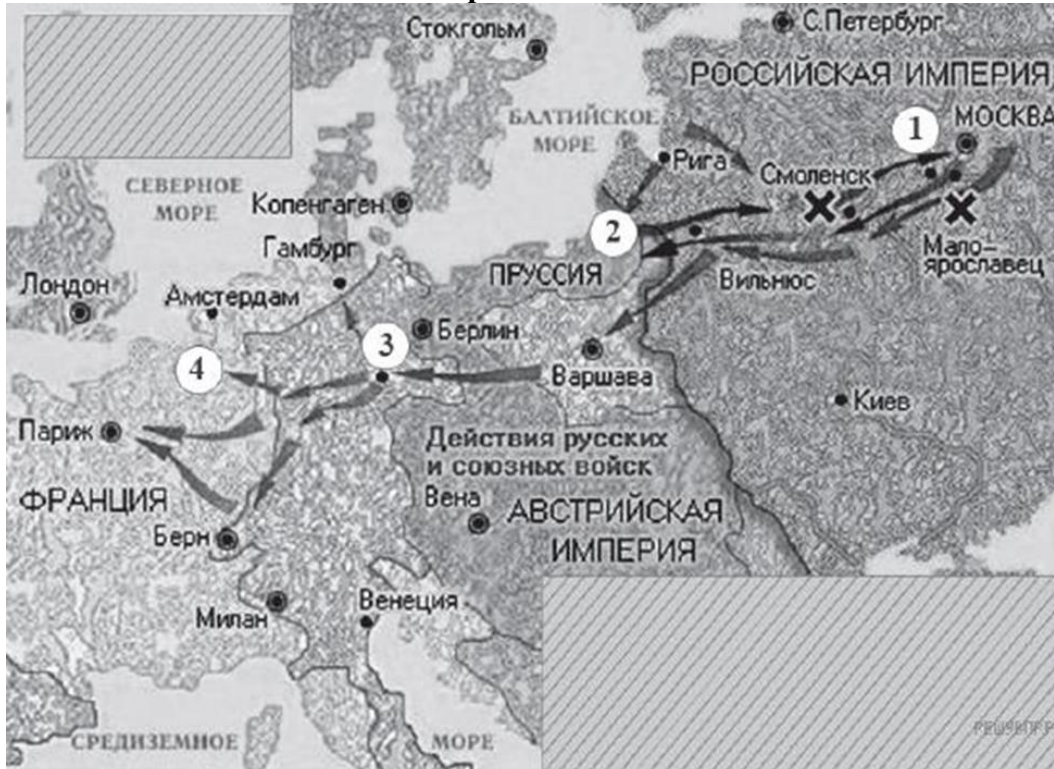 Стокгольм
С.Петербург
РОССИЙСКАЯ ИМПЕРИЯ
БАЛТИЙСКОЕ
МОРЕ
1
МОСКВА
Рига
Смоленск
СЕВЕРНОЕ
МОРЕ
Копенгаген
2
Гамбург
ПРУССИЯ
Мало-
ярославец
Вильнюс
Лондон
Амстердам
Берлин
3
4
Варшава
Киев
Париж
Действия русских
и союзных войск
ФРАНЦИЯ
Вена
АВСТРИЙСКАЯ
ИМПЕРИЯ
Берн
Милан
Венеция
СРЕДИЗЕМНОЕ
МОРЕ